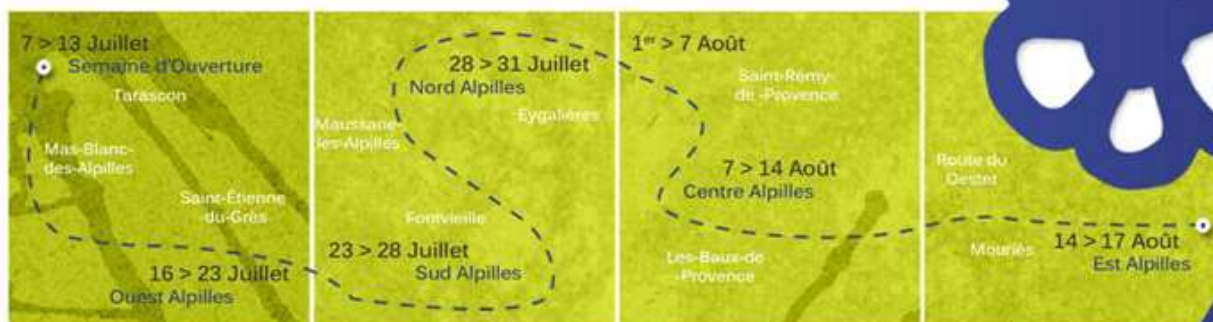 7 > 13 Juillet
Semaine d'Ouverture
Tarascon
Mas-Blanc-
des-Alpilles
Saint-Étienne
-du-Grès
16 > 23 Juillet
Ouest Alpilles
28 > 31 Juillet
Nord Alpilles
Eygalières
Maussane-
les-Alpilles
Fontvieille
23 > 28 Juillet
Sud Alpilles
1er > 7 Août
Saint-Rémy-
de -Provence
7 > 14 Août
Centre Alpilles
Les-Baux-de-
-Provence
Route du
Destet
Mouriès
14 > 17 Août
Est Alpilles